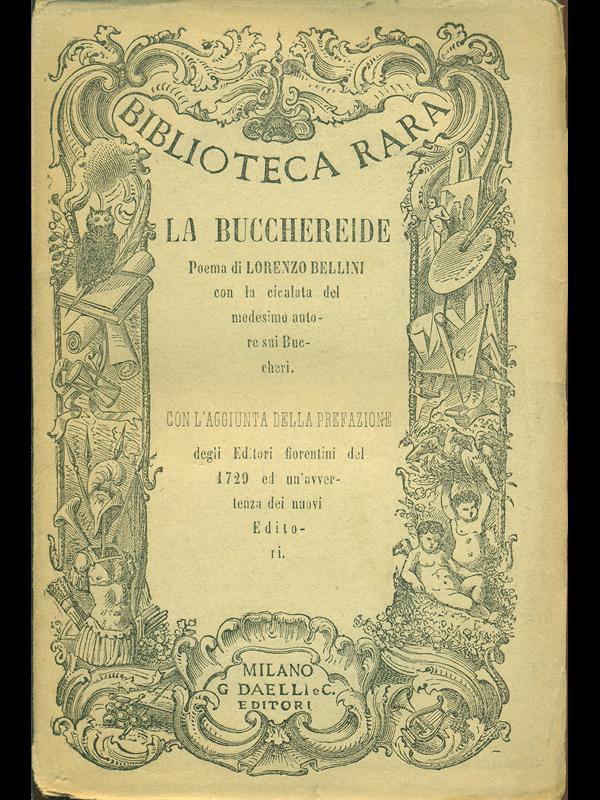 BIBLIOTECA RARA
LA BUCCHEREIDE
Poema di LORENZO BELLINI
con la cicalata del
medesimo auto-
re sui Buc-
cheri.
CON L'AGGIUNTA DELLA PREFAZIONE
degli Editori fiorentini del
1729 ed un'avver-
tenza dei nuovi
Edito-
ri.
MILANO
G DAELLI e C.
EDITORI